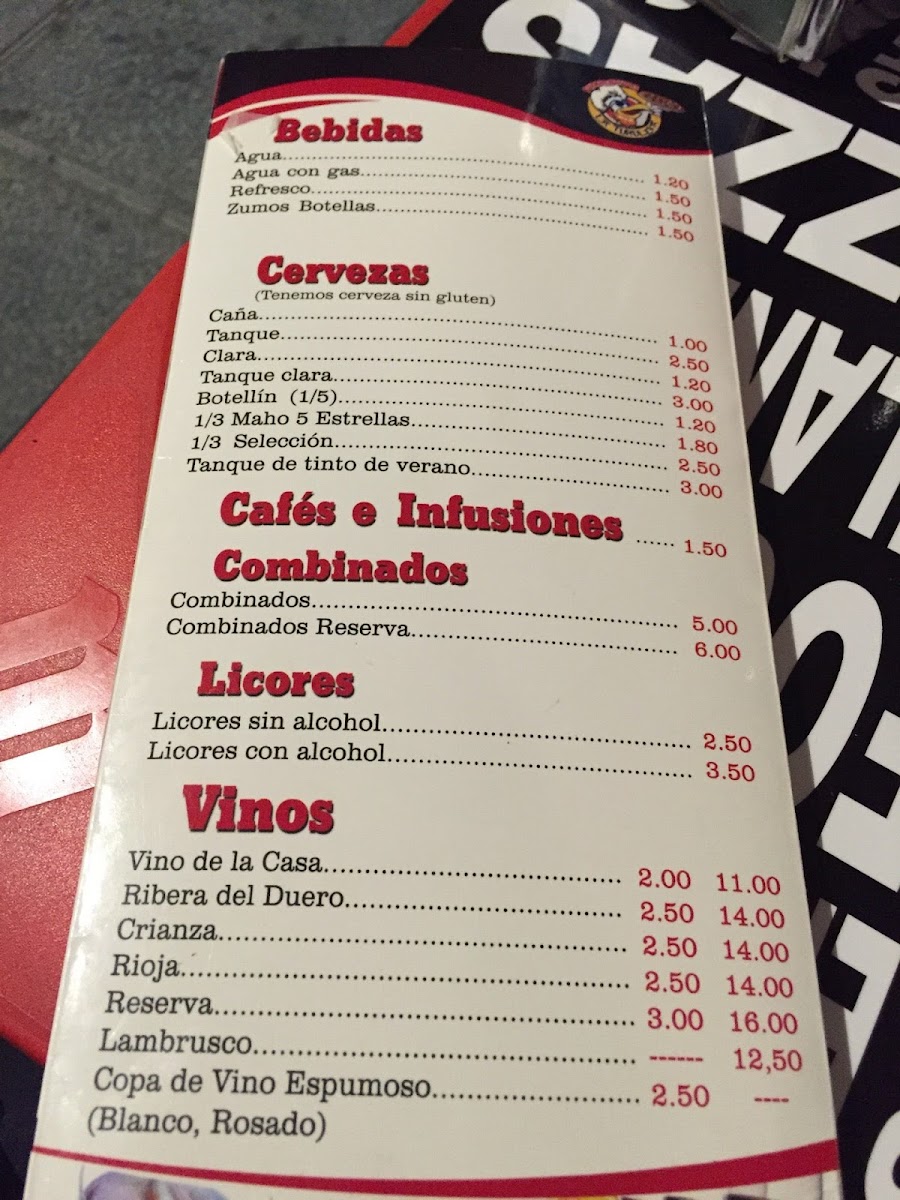 Bebidas
Agua........ 1.20
Agua con gas........ 1.50
Refresco........ 1.50
Zumos Botellas........ 1.50
Cervezas
(Tenemos cerveza sin gluten)
Caña........ 1.00
Tanque........ 2.50
Clara........ 1.20
Tanque clara........ 3.00
Botellín (1/5)........ 1.20
1/3 Maho 5 Estrellas........ 1.80
1/3 Selección........ 2.50
Tanque de tinto de verano........ 3.00
Cafés e Infusiones ...... 1.50
Combinados
Combinados........ 5.00
Combinados Reserva........ 6.00
Licores
Licores sin alcohol........ 2.50
Licores con alcohol........ 3.50
Vinos
Vino de la Casa........ 2.00 11.00
Ribera del Duero........ 2.50 14.00
Crianza........ 2.50 14.00
Rioja........ 2.50 14.00
Reserva........ 3.00 16.00
Lambrusco........ ------ 12,50
Copa de Vino Espumoso........ 2.50 ----
(Blanco, Rosado)